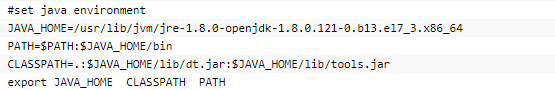 #set java environment
JAVA_HOME=/usr/lib/jvm/jre-1.8.0-openjdk-1.8.0.121-0.b13.el7_3.x86_64
PATH=$PATH:$JAVA_HOME/bin
CLASSPATH=.:$JAVA_HOME/lib/dt.jar:$JAVA_HOME/lib/tools.jar
export JAVA_HOME  CLASSPATH  PATH